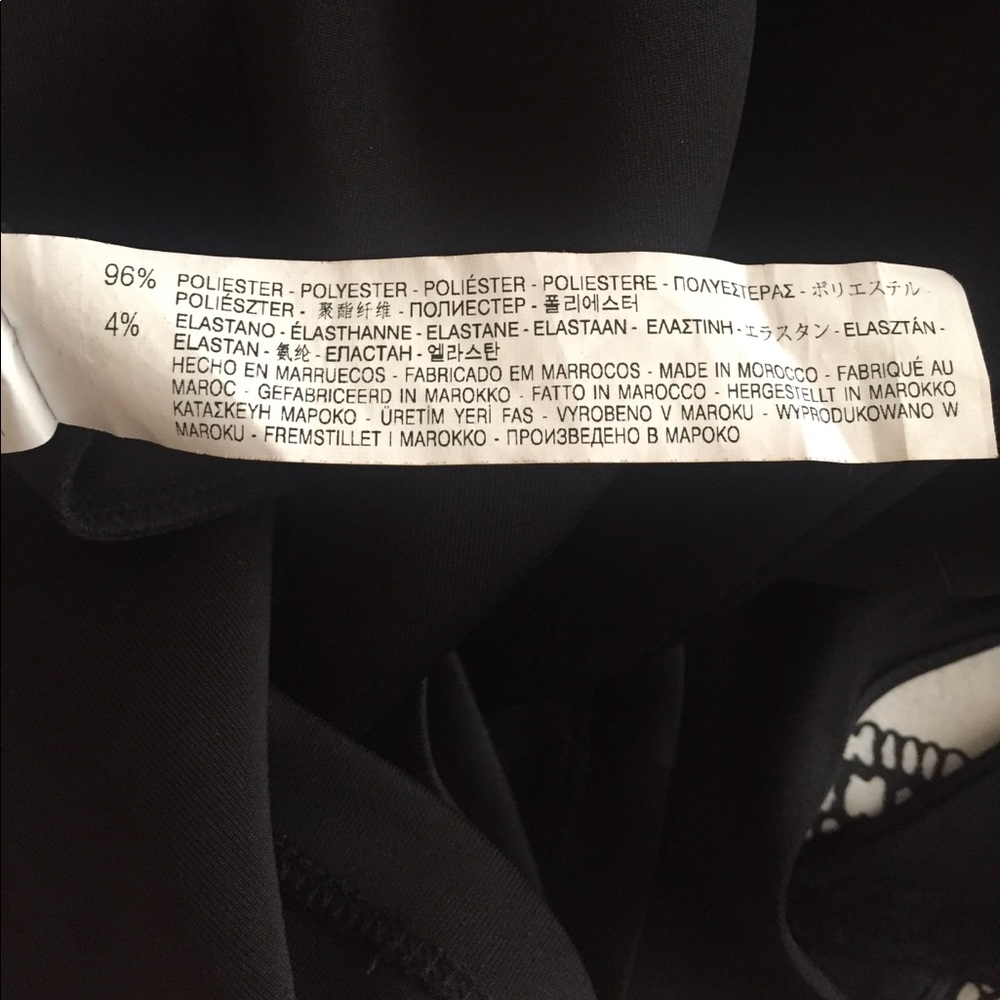 96% POLIESTER - POLYESTER - POLIÉSTER - POLIESTERE - ΠΟΛΥΕΣΤΕΡΑΣ - ポリエステル -
POLIÉSZTER - 聚酯纤维 - ПОЛИЕСТЕР - 폴리에스터
4% ELASTANO - ÉLASTHANNE - ELASTANE - ELASTAAN - ΕΛΑΣΤΙΝΗ - エラスタン - ELASZTÁN -
ELASTAN - 氨纶 - ЕПАСТАН - 엘라스탄
HECHO EN MARRUECOS - FABRICADO EM MARROCOS - MADE IN MOROCCO - FABRIQUÉ AU
MAROC - GEFABRICEERD IN MAROKKO - FATTO IN MAROCCO - HERGESTELLT IN MAROKKO
ΚΑΤΑΣΚΕΥΗ ΜΑΡΟΚΟ - ÜRETİM YERİ FAS - VYROBENO V MAROKU - WYPRODUKOWANO W
MAROKU - FREMSTILLET I MAROKKO - ПРОИЗВЕДЕНО В МАРОКО